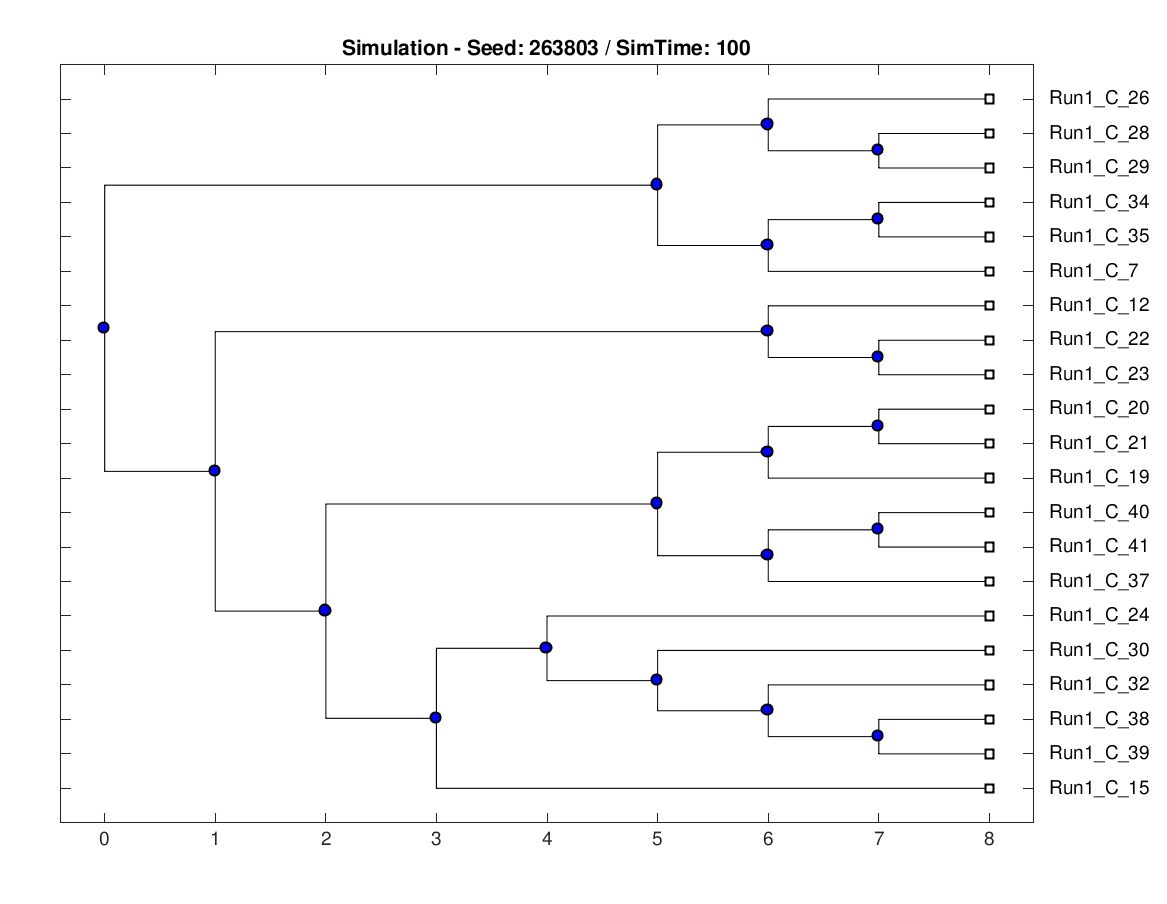 Simulation - Seed: 263803 / SimTime: 100
Run1_C_26
Run1_C_28
Run1_C_29
Run1_C_34
Run1_C_35
Run1_C_7
Run1_C_12
Run1_C_22
Run1_C_23
Run1_C_20
Run1_C_21
Run1_C_19
Run1_C_40
Run1_C_41
Run1_C_37
Run1_C_24
Run1_C_30
Run1_C_32
Run1_C_38
Run1_C_39
Run1_C_15
0 1 2 3 4 5 6 7 8